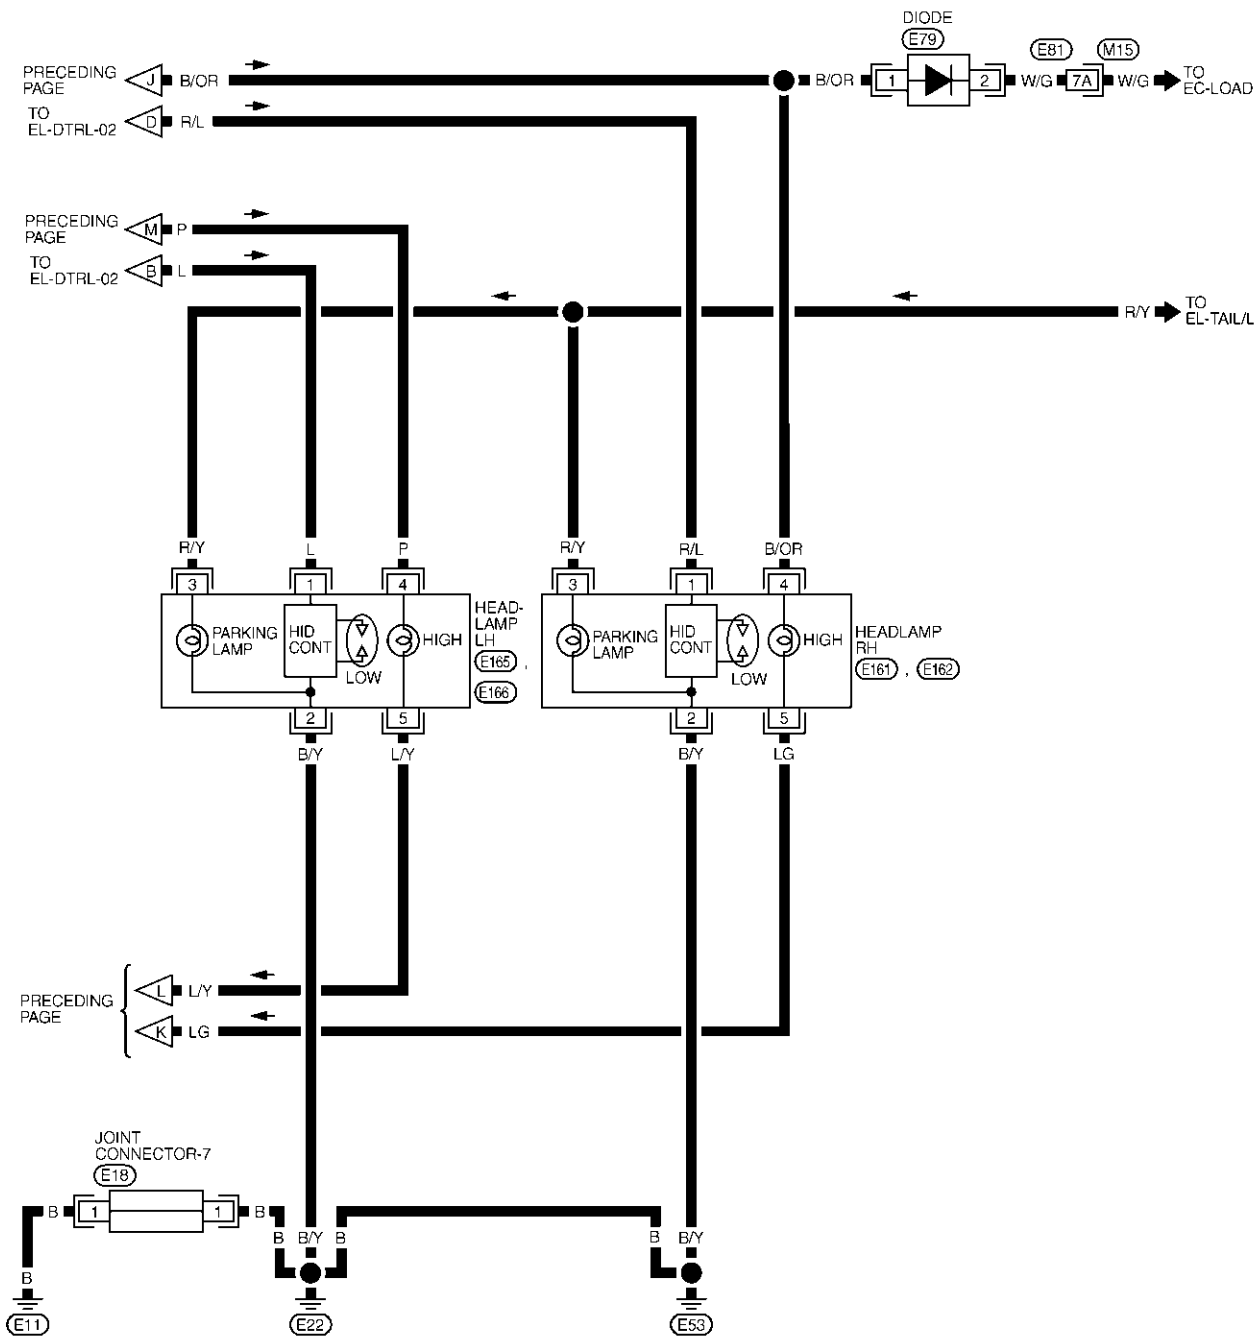 DIODE
E79
E81
M15
PRECEDING
PAGE
J
B/OR
B/OR
1
2
W/G
7A
W/G
TO
EC-LOAD
TO
EL-DTRL-02
D
R/L
PRECEDING
PAGE
M
P
TO
EL-DTRL-02
B
L
R/Y
TO
EL-TAIL/L
R/Y
L
P
R/Y
R/L
B/OR
3
1
4
3
1
4
PARKING
LAMP
HID
CONT
LOW
HIGH
HEAD-
LAMP
LH
E165 ,
E166
PARKING
LAMP
HID
CONT
LOW
HIGH
HEADLAMP
RH
E161 , E162
2
5
2
5
B/Y
L/Y
B/Y
LG
PRECEDING
PAGE
L
L/Y
K
LG
JOINT
CONNECTOR-7
E18
B
1
1
B
B
B/Y
B
B
B/Y
B
E11
E22
E53